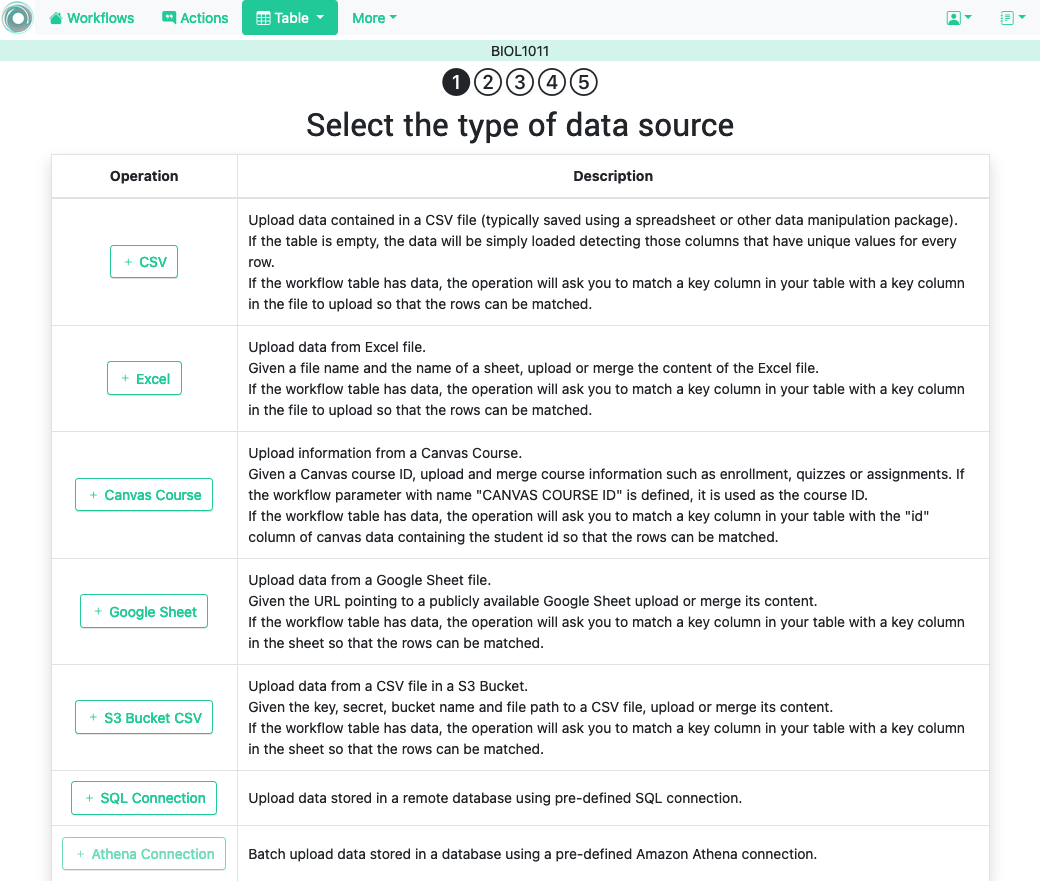 Workflows Actions Table More
BIOL1011
1 2 3 4 5
Select the type of data source
Operation Description
Upload data contained in a CSV file (typically saved using a spreadsheet or other data manipulation package).
If the table is empty, the data will be simply loaded detecting those columns that have unique values for every
row.
+ CSV
If the workflow table has data, the operation will ask you to match a key column in your table with a key column
in the file to upload so that the rows can be matched.
Upload data from Excel file.
Given a file name and the name of a sheet, upload or merge the content of the Excel file.
+ Excel
If the workflow table has data, the operation will ask you to match a key column in your table with a key column
in the file to upload so that the rows can be matched.
Upload information from a Canvas Course.
Given a Canvas course ID, upload and merge course information such as enrollment, quizzes or assignments. If
+ Canvas Course
the workflow parameter with name "CANVAS COURSE ID" is defined, it is used as the course ID.
If the workflow table has data, the operation will ask you to match a key column in your table with the "id"
column of canvas data containing the student id so that the rows can be matched.
Upload data from a Google Sheet file.
Given the URL pointing to a publicly available Google Sheet upload or merge its content.
+ Google Sheet
If the workflow table has data, the operation will ask you to match a key column in your table with a key column
in the sheet so that the rows can be matched.
Upload data from a CSV file in a S3 Bucket.
Given the key, secret, bucket name and file path to a CSV file, upload or merge its content.
+ S3 Bucket CSV
If the workflow table has data, the operation will ask you to match a key column in your table with a key column
in the sheet so that the rows can be matched.
+ SQL Connection
Upload data stored in a remote database using pre-defined SQL connection.
+ Athena Connection
Batch upload data stored in a database using a pre-defined Amazon Athena connection.